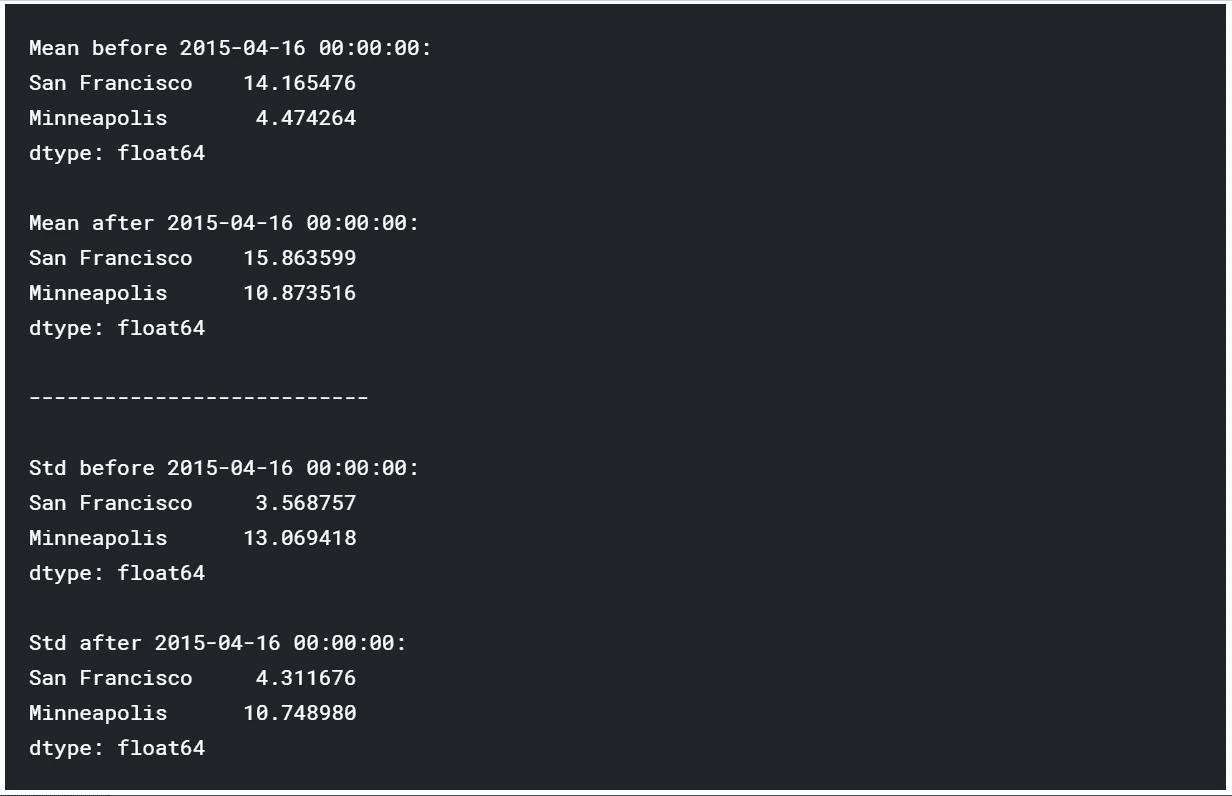 Mean before 2015-04-16 00:00:00:
San Francisco    14.165476
Minneapolis       4.474264
dtype: float64

Mean after 2015-04-16 00:00:00:
San Francisco    15.863599
Minneapolis      10.873516
dtype: float64

---------------------------

Std before 2015-04-16 00:00:00:
San Francisco     3.568757
Minneapolis      13.069418
dtype: float64

Std after 2015-04-16 00:00:00:
San Francisco     4.311676
Minneapolis      10.748980
dtype: float64